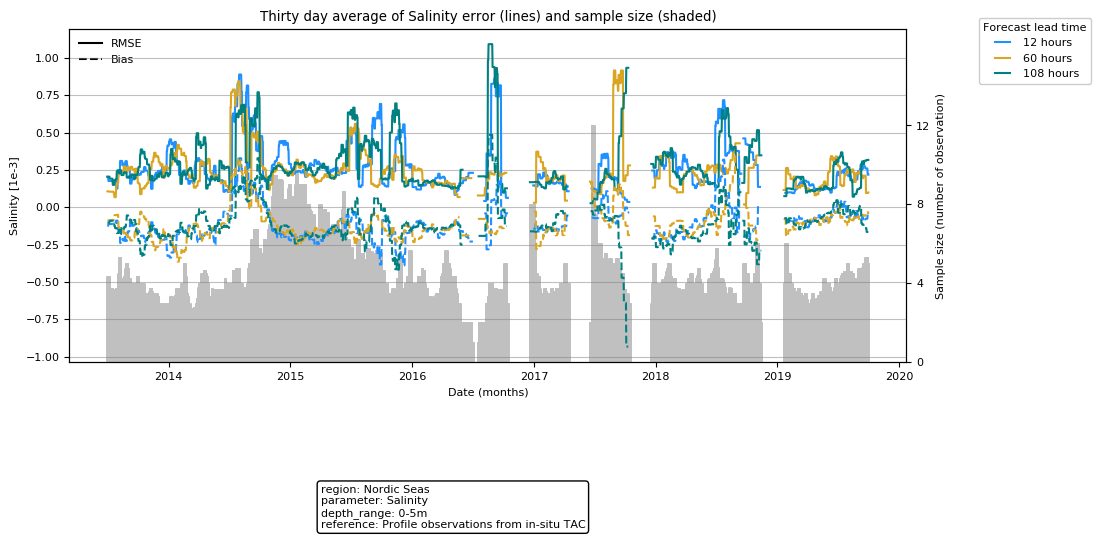 Thirty day average of Salinity error (lines) and sample size (shaded)
Forecast lead time
12 hours
60 hours
108 hours
RMSE
Bias
1.00
0.75
0.50
0.25
0.00
−0.25
−0.50
−0.75
−1.00
Salinity [1e-3]
12
8
4
0
Sample size (number of observation)
2014 2015 2016 2017 2018 2019 2020
Date (months)
region: Nordic Seas
parameter: Salinity
depth_range: 0-5m
reference: Profile observations from in-situ TAC